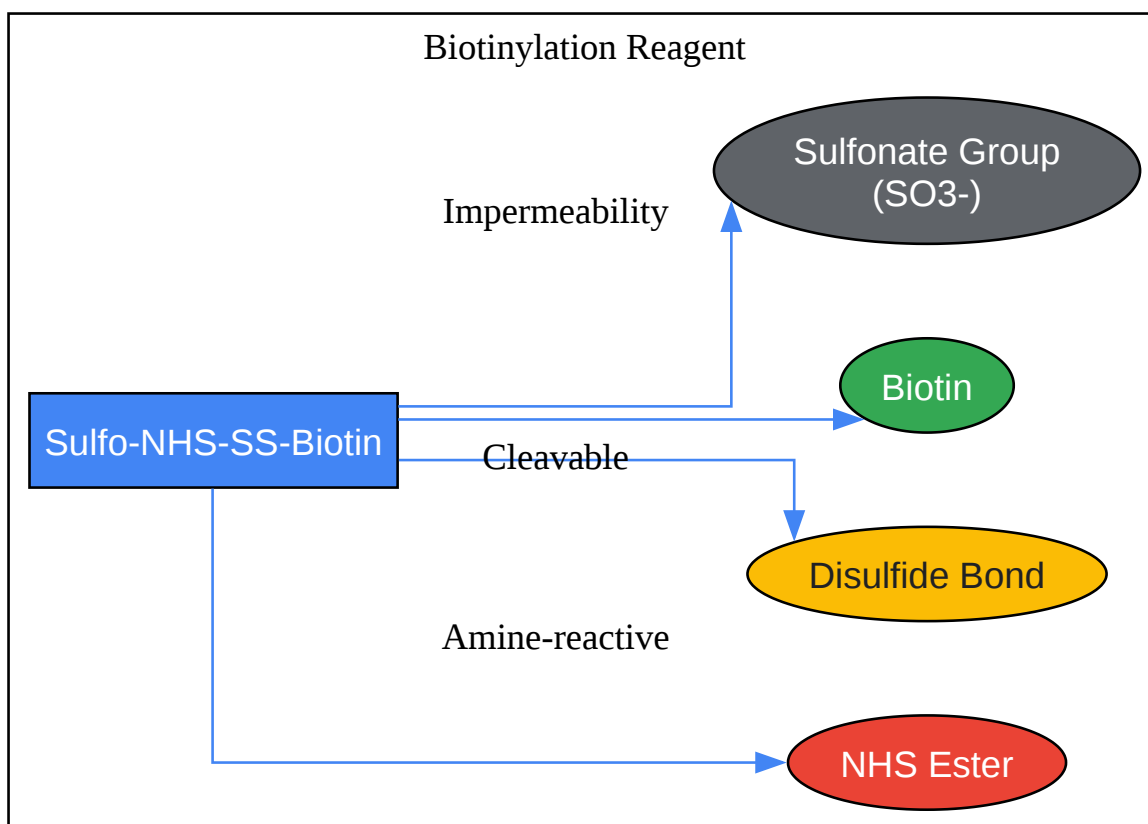 Biotinylation Reagent
Sulfonate Group
(SO3-)
Impermeability
Biotin
Sulfo-NHS-SS-Biotin
Cleavable
Disulfide Bond
Amine-reactive
NHS Ester